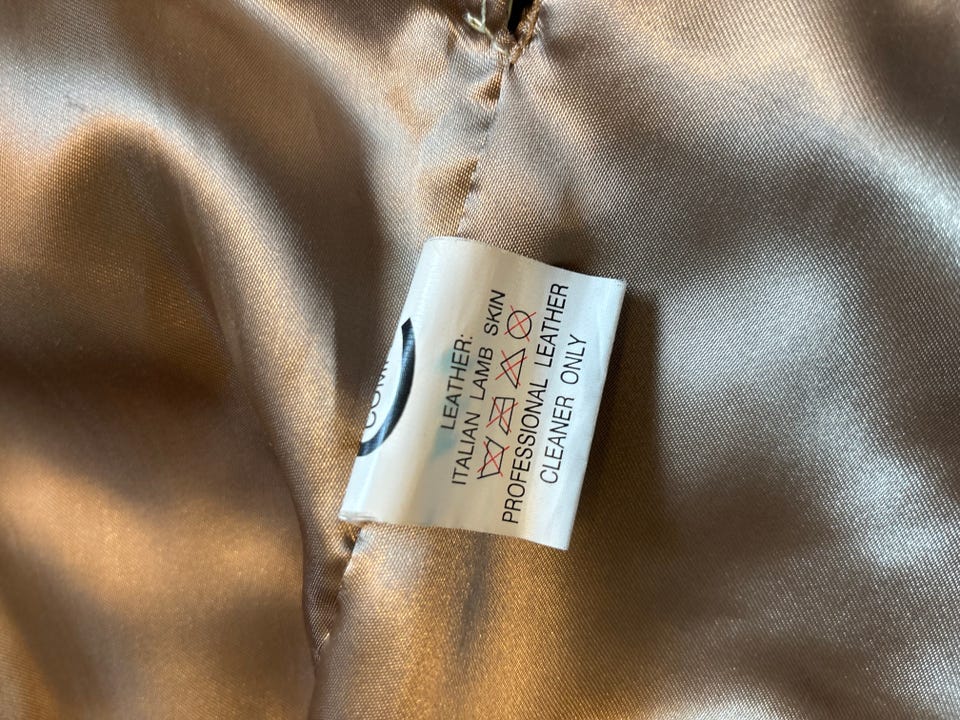 LEATHER:
ITALIAN LAMB SKIN
PROFESSIONAL LEATHER
CLEANER ONLY